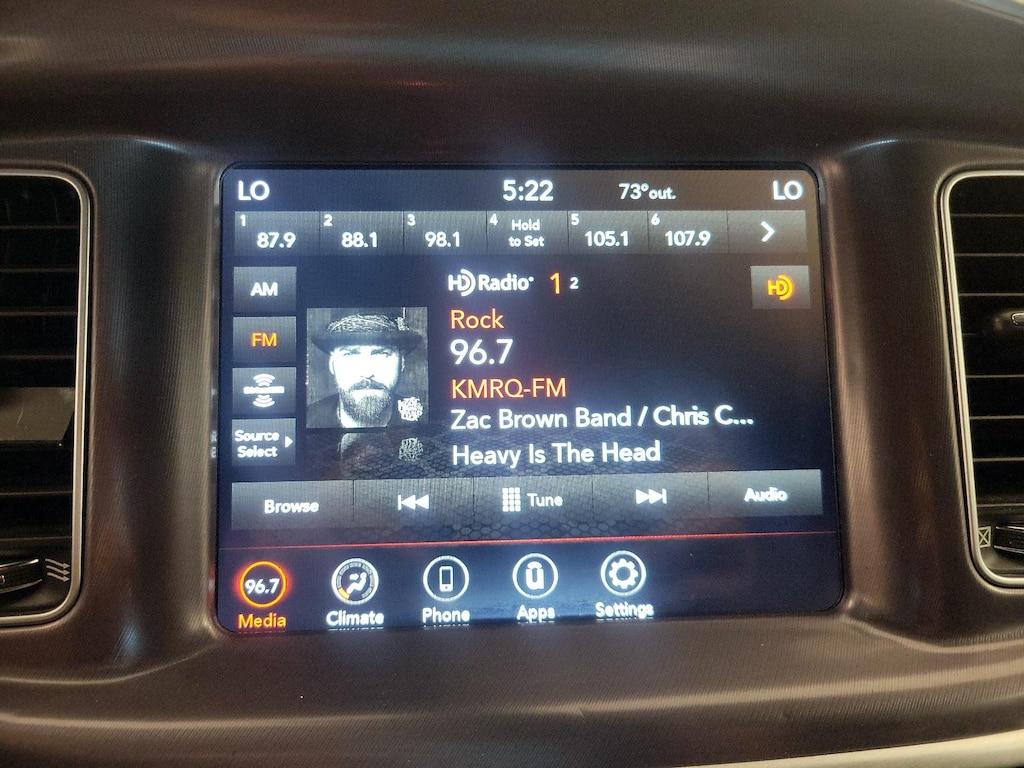 LO 5:22 73° out. LO
1 87.9 2 88.1 3 98.1 4 Hold to Set 5 105.1 6 107.9
AM
HD Radio 1 2
HD
Rock
FM
96.7
KMRQ-FM
Zac Brown Band / Chris C...
Source
Select
Heavy Is The Head
Browse Tune Audio
96.7
Media Climate Phone Apps Settings